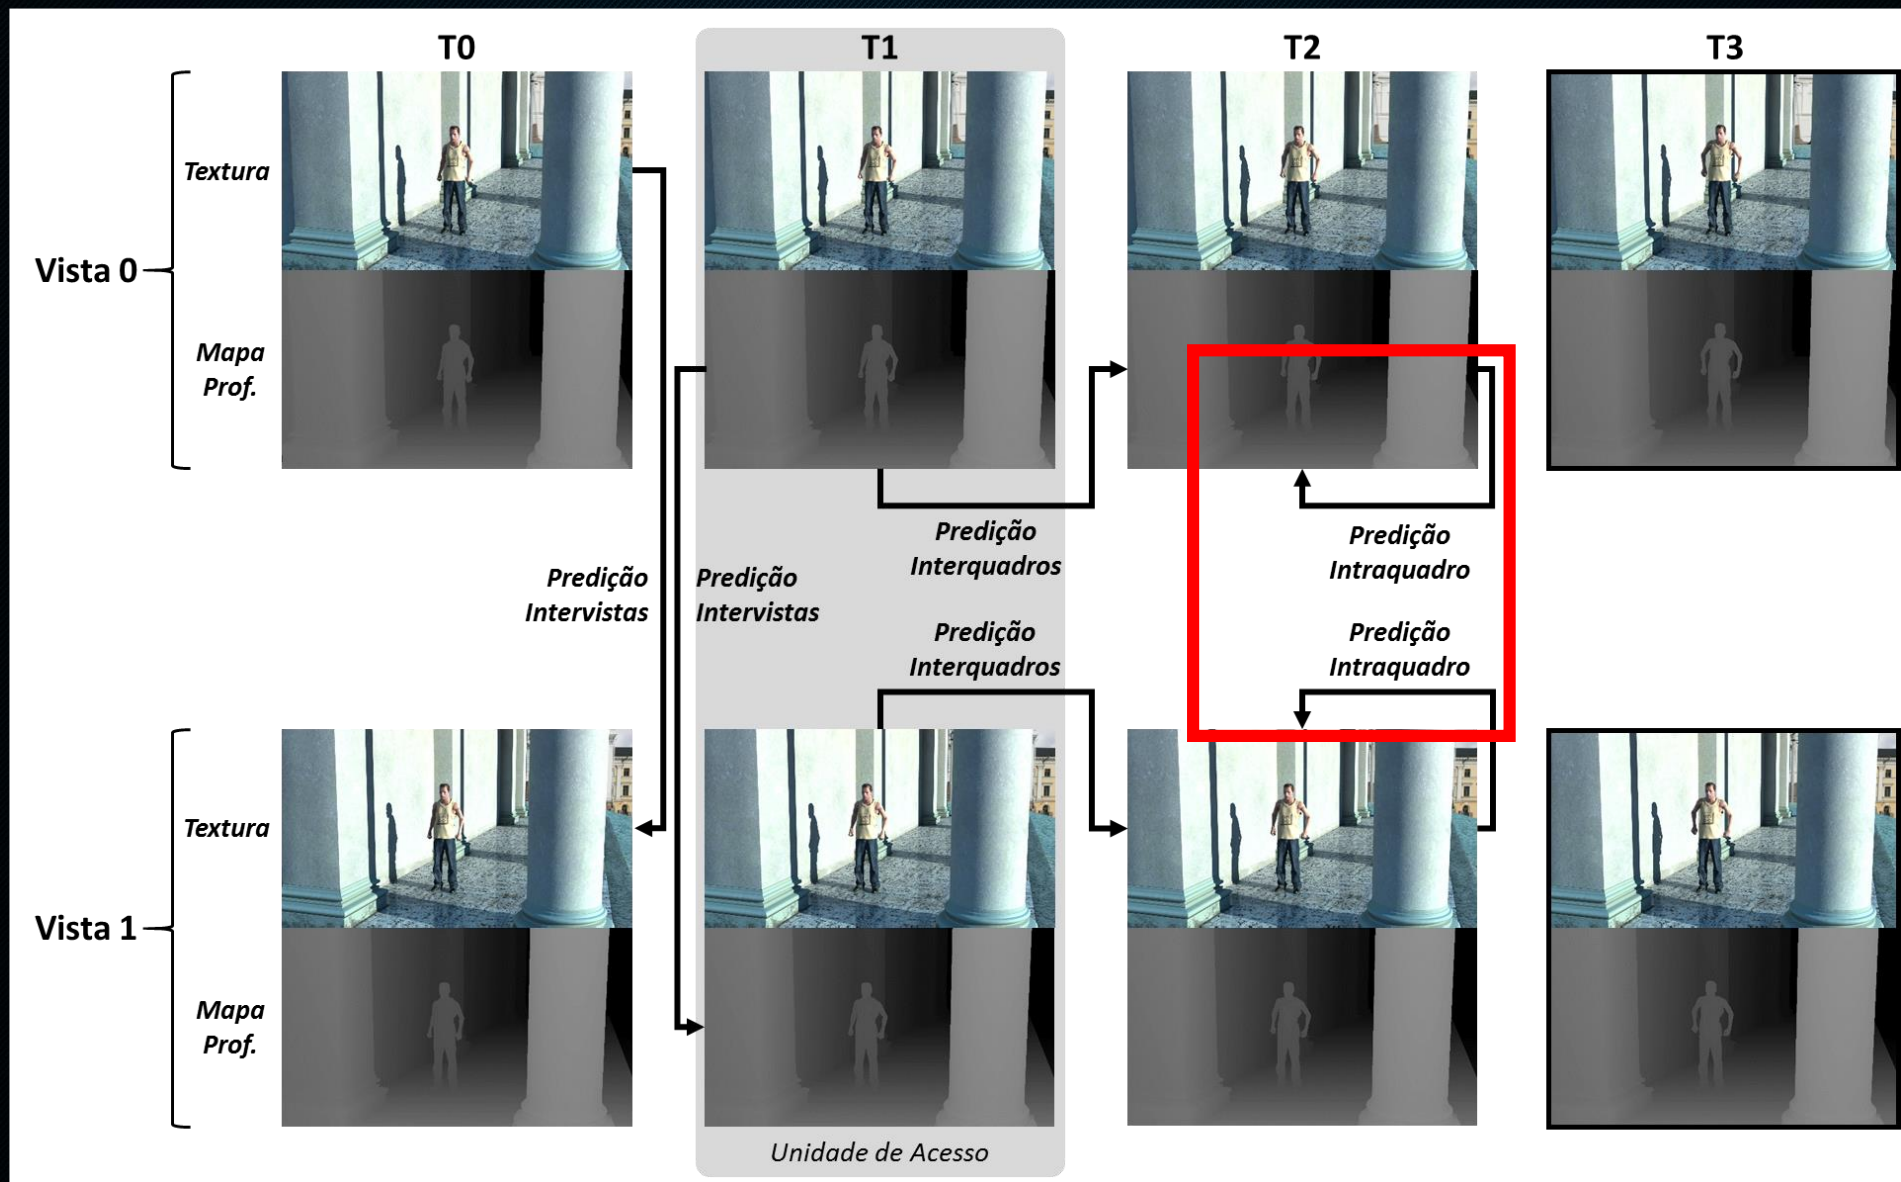 T0
T1
T2
T3
Vista 0
Textura
Mapa
Prof.
Predição
Interquadros
Predição
Intraquadro
Predição
Intervistas
Predição
Intervistas
Predição
Interquadros
Predição
Intraquadro
Vista 1
Textura
Mapa
Prof.
Unidade de Acesso